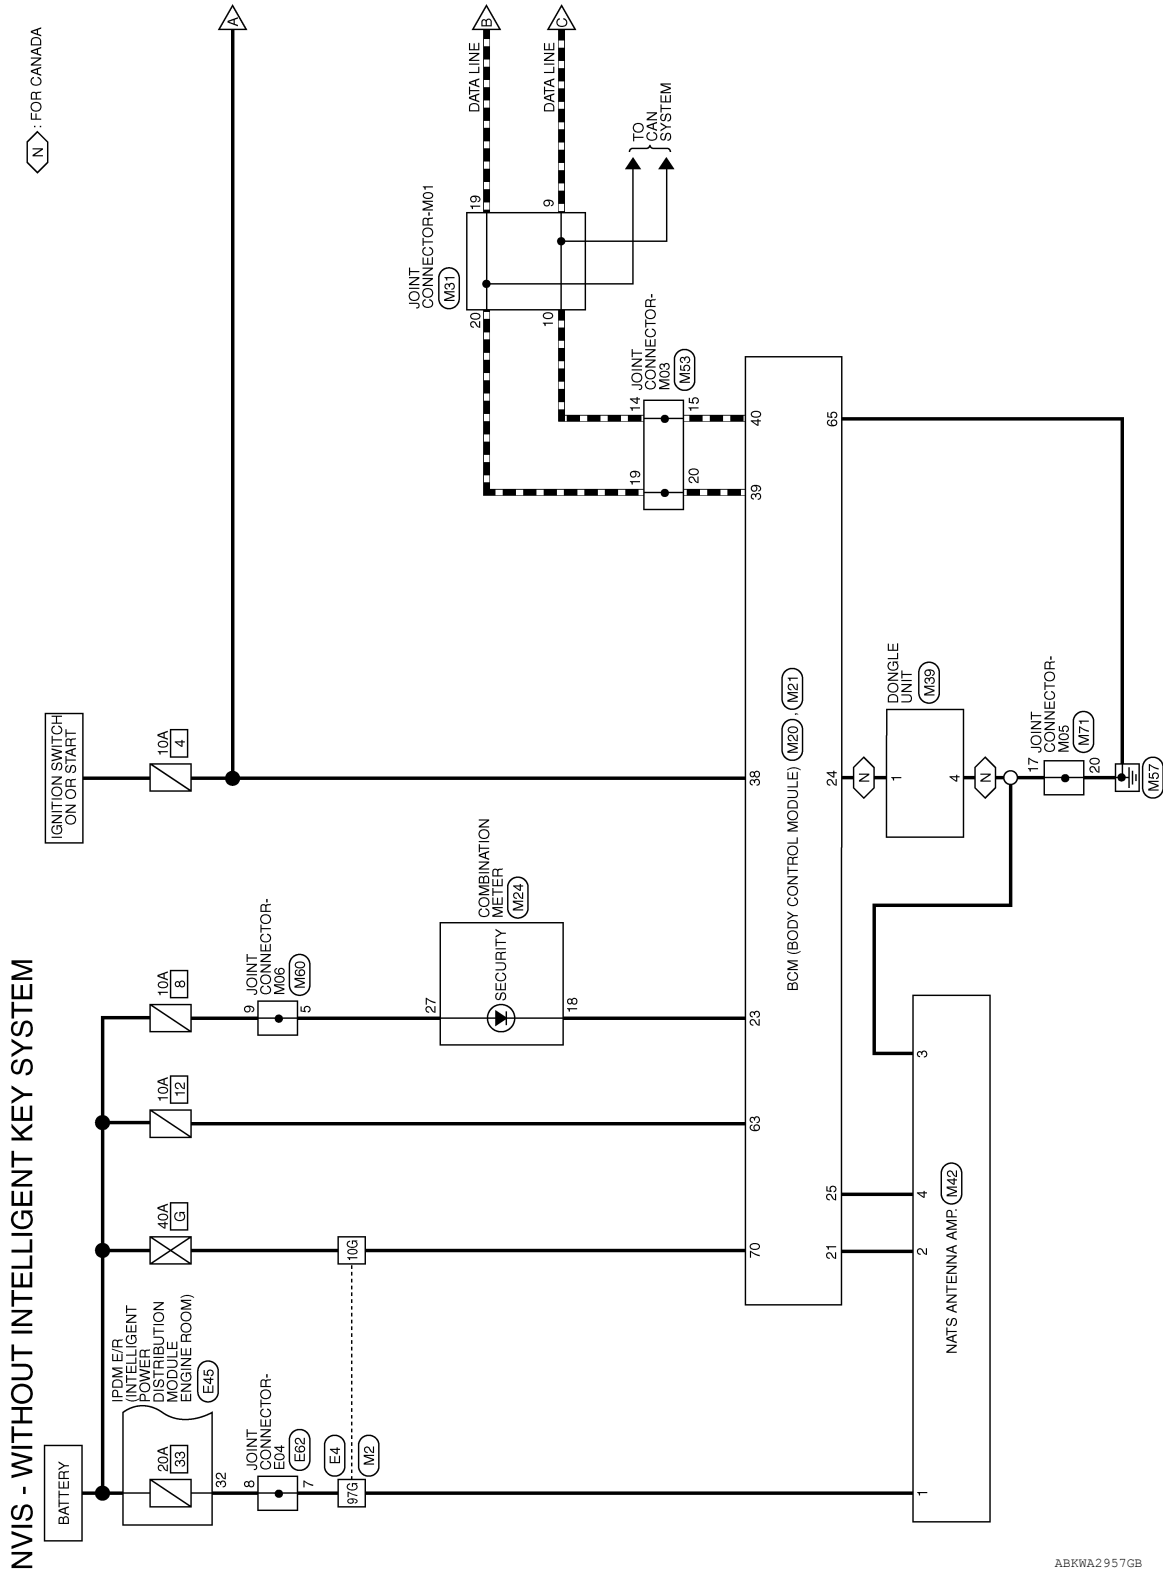 NVIS - WITHOUT INTELLIGENT KEY SYSTEM
N : FOR CANADA
BATTERY
IGNITION SWITCH
ON OR START
A
B
C
DATA LINE
DATA LINE
20A
33
IPDM E/R
(INTELLIGENT
POWER
DISTRIBUTION
MODULE
ENGINE ROOM)
E45
40A
G
10A
12
10A
8
10A
4
32
8
JOINT
CONNECTOR-
E04
E62
7
E4
97G
M2
10G
9
JOINT
CONNECTOR-
M06
M60
5
COMBINATION
METER
M24
27
SECURITY
18
JOINT
CONNECTOR-M01
M31
20
19
10
9
TO
CAN
SYSTEM
JOINT
CONNECTOR-
M03
M53
19
14
20
15
70
63
23
38
39
40
BCM (BODY CONTROL MODULE) M20 , M21
21
25
24
65
N
DONGLE
UNIT
M39
1
4
N
17
JOINT
CONNECTOR-
M05
M71
20
M57
1
2
4
3
NATS ANTENNA AMP. M42
ABKWA2957GB